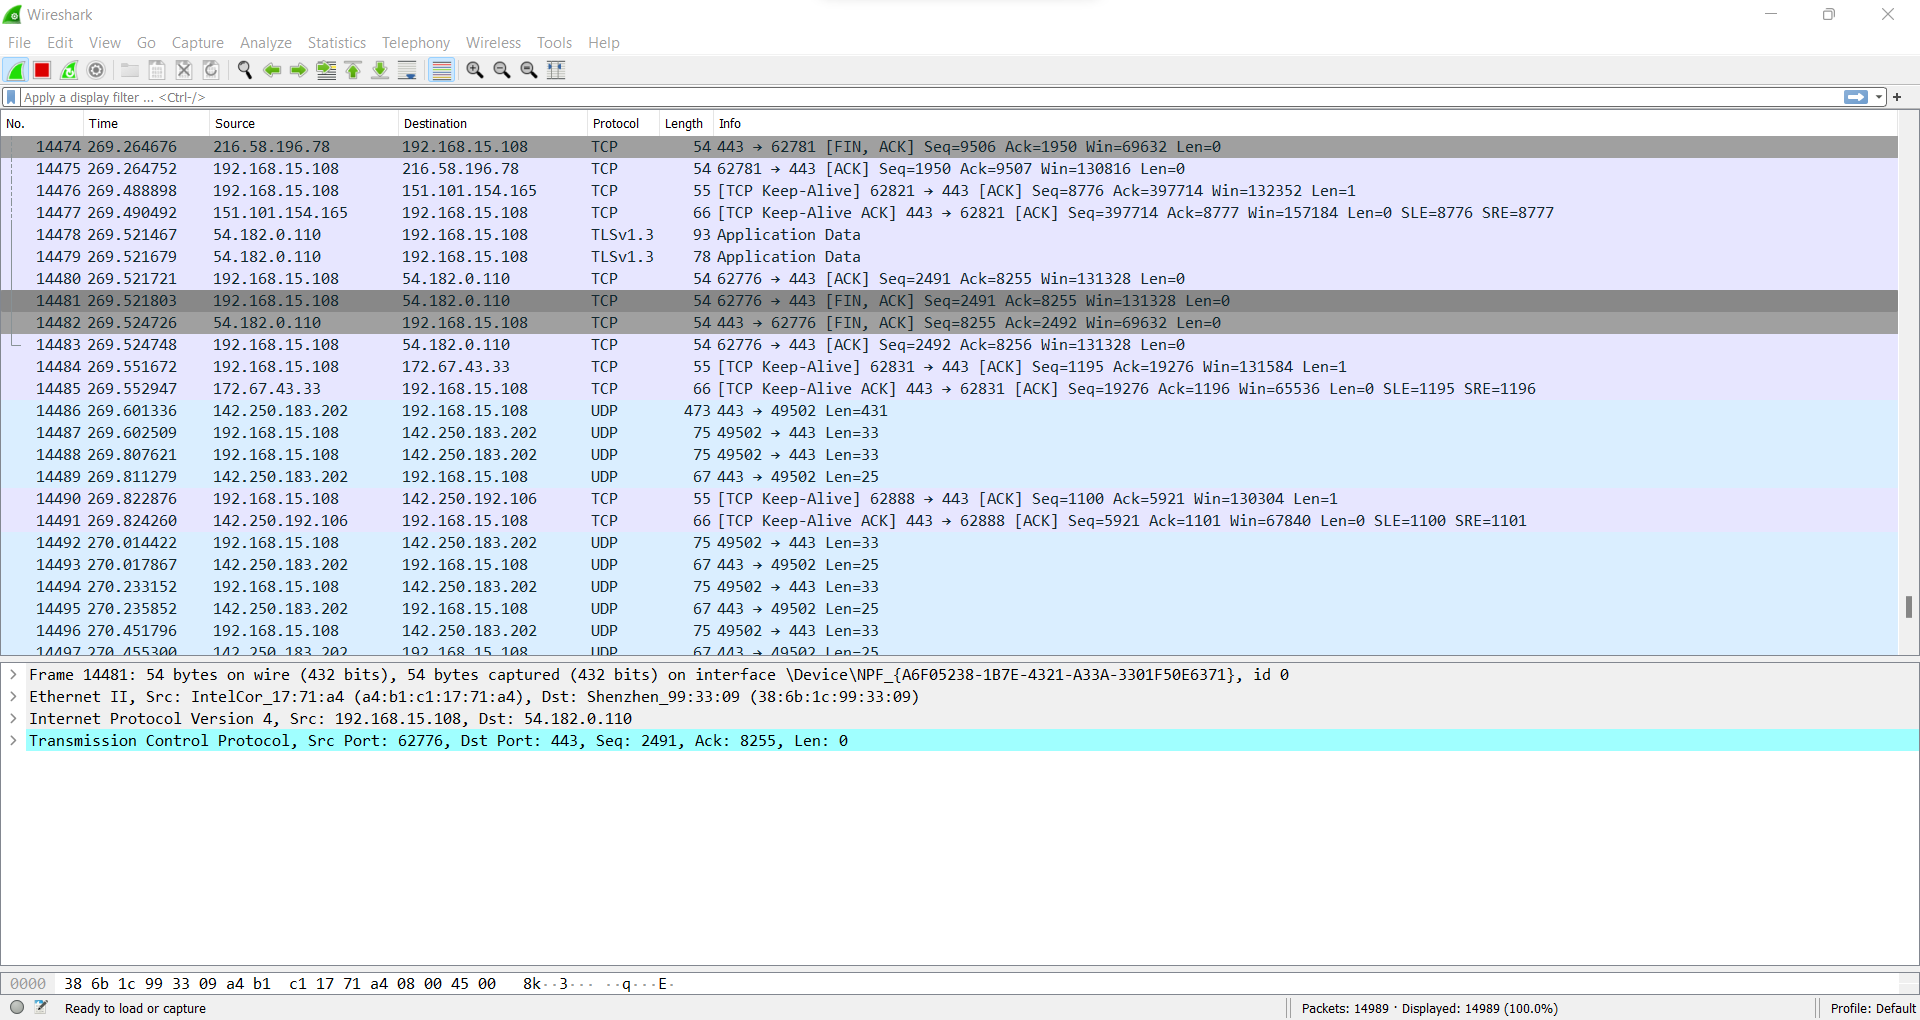 Wireshark
File Edit View Go Capture Analyze Statistics Telephony Wireless Tools Help
Apply a display filter ... <Ctrl-/>
No. Time Source Destination Protocol Length Info
14474 269.264676 216.58.196.78 192.168.15.108 TCP 54 443 → 62781 [FIN, ACK] Seq=9506 Ack=1950 Win=69632 Len=0
14475 269.264752 192.168.15.108 216.58.196.78 TCP 54 62781 → 443 [ACK] Seq=1950 Ack=9507 Win=130816 Len=0
14476 269.488898 192.168.15.108 151.101.154.165 TCP 55 [TCP Keep-Alive] 62821 → 443 [ACK] Seq=8776 Ack=397714 Win=132352 Len=1
14477 269.490492 151.101.154.165 192.168.15.108 TCP 66 [TCP Keep-Alive ACK] 443 → 62821 [ACK] Seq=397714 Ack=8777 Win=157184 Len=0 SLE=8776 SRE=8777
14478 269.521467 54.182.0.110 192.168.15.108 TLSv1.3 93 Application Data
14479 269.521679 54.182.0.110 192.168.15.108 TLSv1.3 78 Application Data
14480 269.521721 192.168.15.108 54.182.0.110 TCP 54 62776 → 443 [ACK] Seq=2491 Ack=8255 Win=131328 Len=0
14481 269.521803 192.168.15.108 54.182.0.110 TCP 54 62776 → 443 [FIN, ACK] Seq=2491 Ack=8255 Win=131328 Len=0
14482 269.524726 54.182.0.110 192.168.15.108 TCP 54 443 → 62776 [FIN, ACK] Seq=8255 Ack=2492 Win=69632 Len=0
14483 269.524748 192.168.15.108 54.182.0.110 TCP 54 62776 → 443 [ACK] Seq=2492 Ack=8256 Win=131328 Len=0
14484 269.551672 192.168.15.108 172.67.43.33 TCP 55 [TCP Keep-Alive] 62831 → 443 [ACK] Seq=1195 Ack=19276 Win=131584 Len=1
14485 269.552947 172.67.43.33 192.168.15.108 TCP 66 [TCP Keep-Alive ACK] 443 → 62831 [ACK] Seq=19276 Ack=1196 Win=65536 Len=0 SLE=1195 SRE=1196
14486 269.601336 142.250.183.202 192.168.15.108 UDP 473 443 → 49502 Len=431
14487 269.602509 192.168.15.108 142.250.183.202 UDP 75 49502 → 443 Len=33
14488 269.807621 192.168.15.108 142.250.183.202 UDP 75 49502 → 443 Len=33
14489 269.811279 142.250.183.202 192.168.15.108 UDP 67 443 → 49502 Len=25
14490 269.822876 192.168.15.108 142.250.192.106 TCP 55 [TCP Keep-Alive] 62888 → 443 [ACK] Seq=1100 Ack=5921 Win=130304 Len=1
14491 269.824260 142.250.192.106 192.168.15.108 TCP 66 [TCP Keep-Alive ACK] 443 → 62888 [ACK] Seq=5921 Ack=1101 Win=67840 Len=0 SLE=1100 SRE=1101
14492 270.014422 192.168.15.108 142.250.183.202 UDP 75 49502 → 443 Len=33
14493 270.017867 142.250.183.202 192.168.15.108 UDP 67 443 → 49502 Len=25
14494 270.233152 192.168.15.108 142.250.183.202 UDP 75 49502 → 443 Len=33
14495 270.235852 142.250.183.202 192.168.15.108 UDP 67 443 → 49502 Len=25
14496 270.451796 192.168.15.108 142.250.183.202 UDP 75 49502 → 443 Len=33
14497 270.455300 142.250.183.202 192.168.15.108 UDP 67 443 → 49502 Len=25
Frame 14481: 54 bytes on wire (432 bits), 54 bytes captured (432 bits) on interface \Device\NPF_{A6F05238-1B7E-4321-A33A-3301F50E6371}, id 0
Ethernet II, Src: IntelCor_17:71:a4 (a4:b1:c1:17:71:a4), Dst: Shenzhen_99:33:09 (38:6b:1c:99:33:09)
Internet Protocol Version 4, Src: 192.168.15.108, Dst: 54.182.0.110
Transmission Control Protocol, Src Port: 62776, Dst Port: 443, Seq: 2491, Ack: 8255, Len: 0
0000 38 6b 1c 99 33 09 a4 b1 c1 17 71 a4 08 00 45 00 8k··3··· ··q···E·
Ready to load or capture Packets: 14989 · Displayed: 14989 (100.0%) Profile: Default